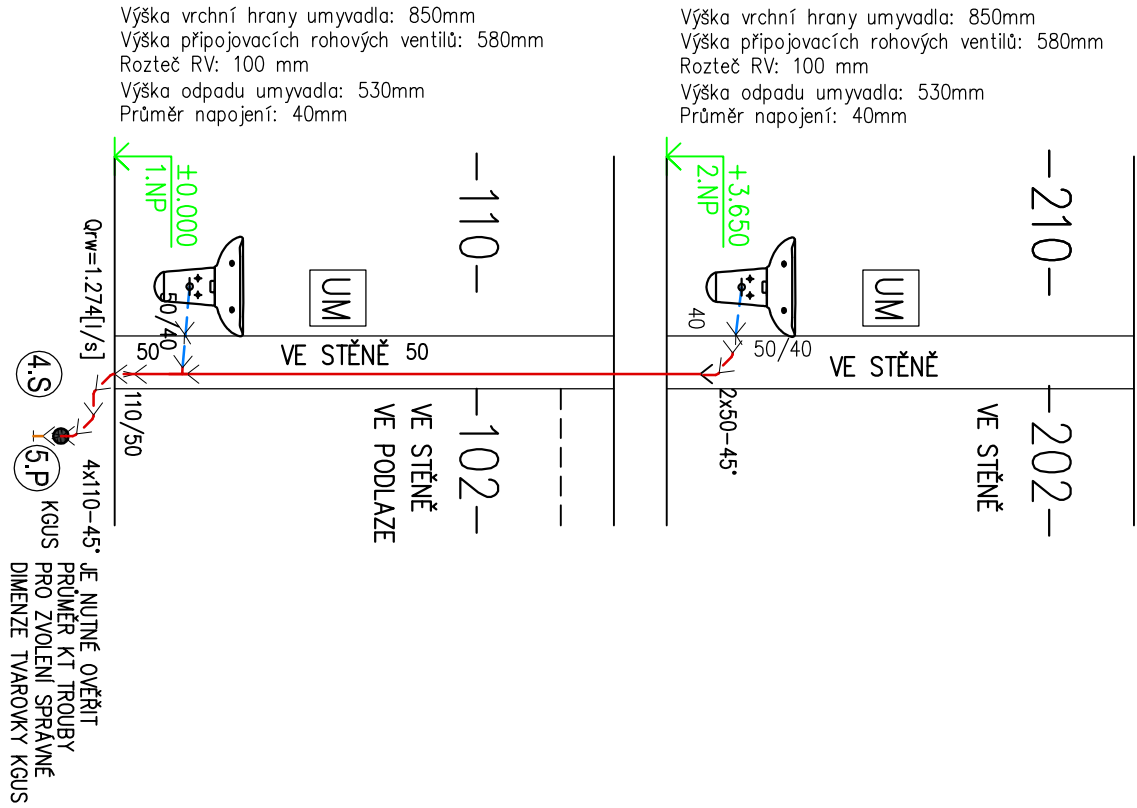 Výška vrchní hrany umyvadla: 850mm
Výška připojovacích rohových ventilů: 580mm
Rozteč RV: 100 mm
Výška odpadu umyvadla: 530mm
Průměr napojení: 40mm
Výška vrchní hrany umyvadla: 850mm
Výška připojovacích rohových ventilů: 580mm
Rozteč RV: 100 mm
Výška odpadu umyvadla: 530mm
Průměr napojení: 40mm
±0.000
1.NP
-110-
UM
50/40
Qrw=1.274[l/s]
50
VE STĚNĚ
50
+3.650
2.NP
-210-
UM
40
50/40
VE STĚNĚ
4.S
110/50
VE STĚNĚ
VE PODLAZE
-102-
2x50-45°
VE STĚNĚ
-202-
5.P
KGUS
4x110-45°
JE NUTNÉ OVĚŘIT
PRŮMĚR KT TROUBY
PRO ZVOLENÍ SPRÁVNÉ
DIMENZE TVAROVKY KGUS